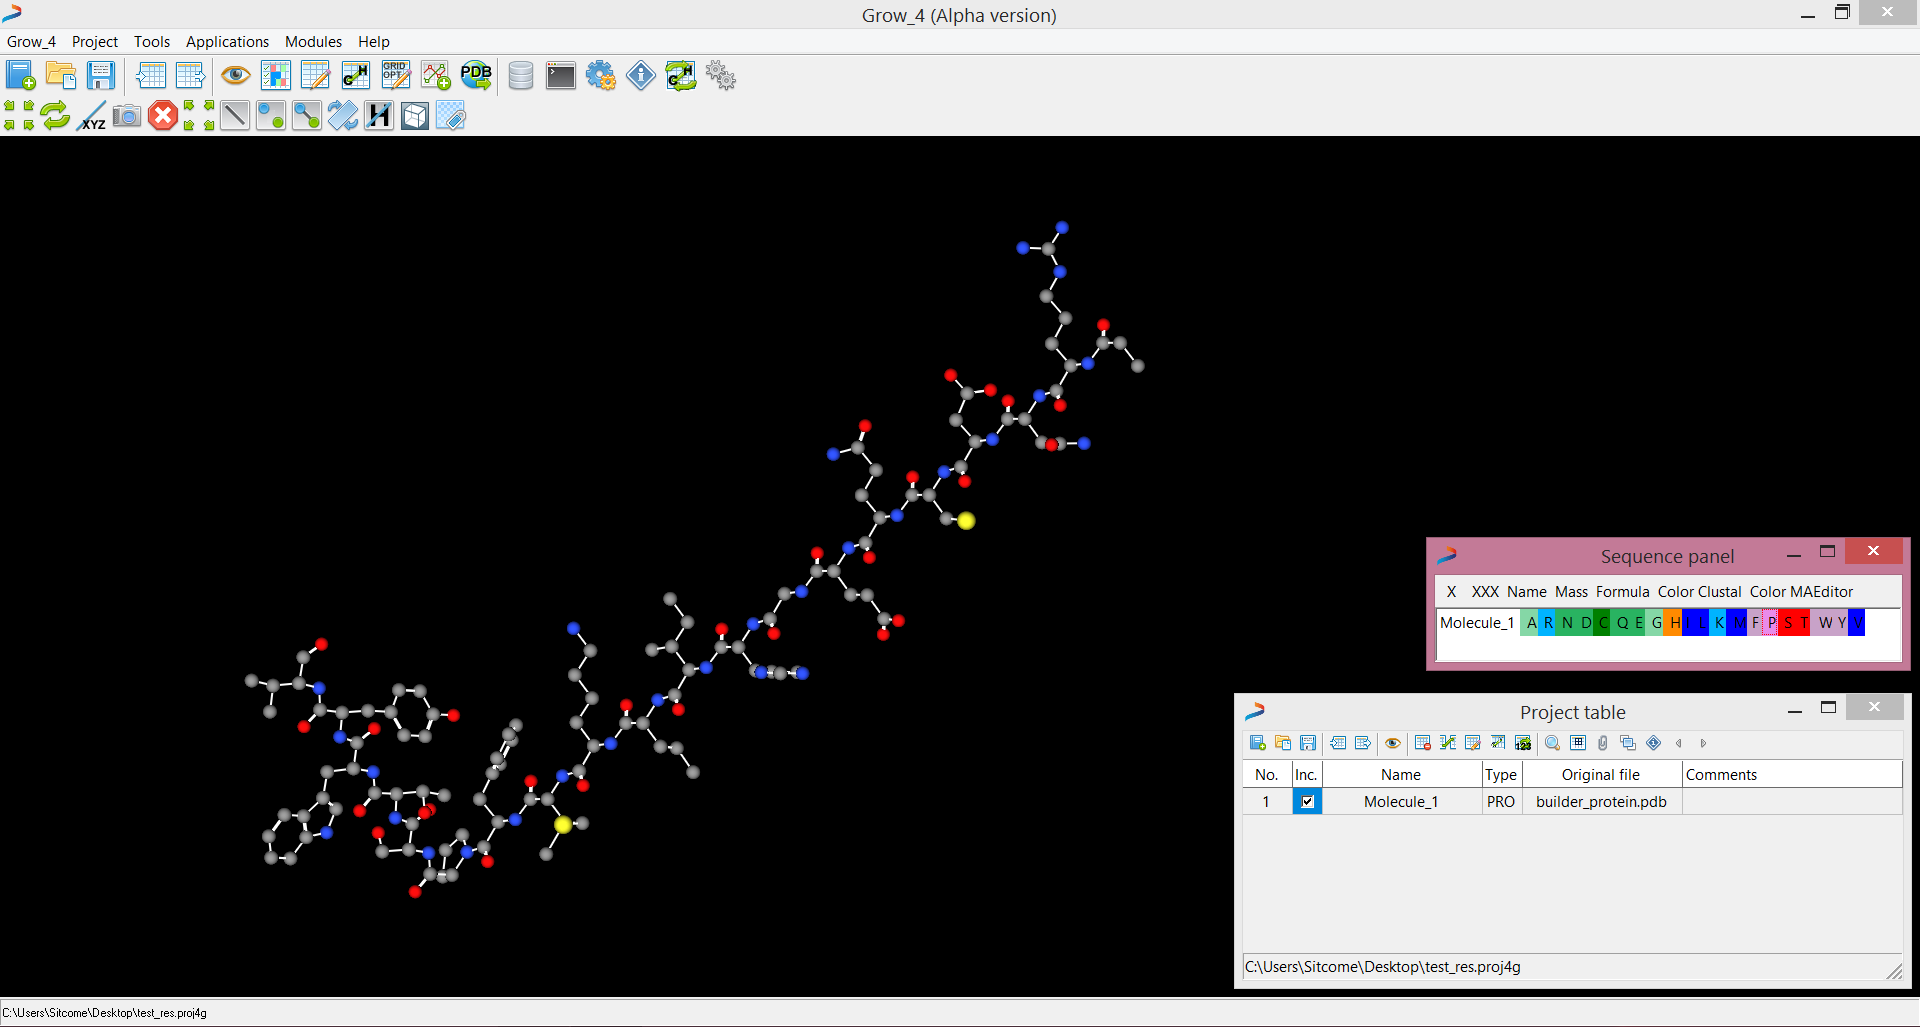 Grow_4 (Alpha version)
Grow_4 Project Tools Applications Modules Help
GRID
OPT
C H PDB C H
XYZ H
Sequence panel
X XXX Name Mass Formula Color Clustal Color MAEditor
Molecule_1 A R N D C Q E G H I L K M F P S T W Y V
Project table
No. Inc. Name Type Original file Comments
1 Molecule_1 PRO builder_protein.pdb
C:\Users\Sitcome\Desktop\test_res.proj4g
C:\Users\Sitcome\Desktop\test_res.proj4g